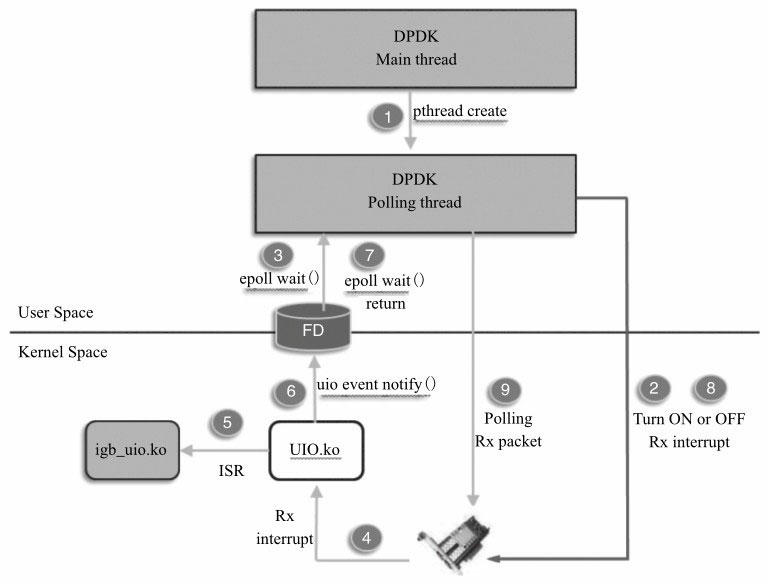 DPDK
Main thread
1
pthread create
DPDK
Polling thread
3
7
epoll wait()
epoll wait()
return
User Space
FD
Kernel Space
6
uio event notify()
9
2
8
Polling
Rx packet
Turn ON or OFF
Rx interrupt
5
igb_uio.ko
UIO.ko
ISR
Rx
interrupt
4